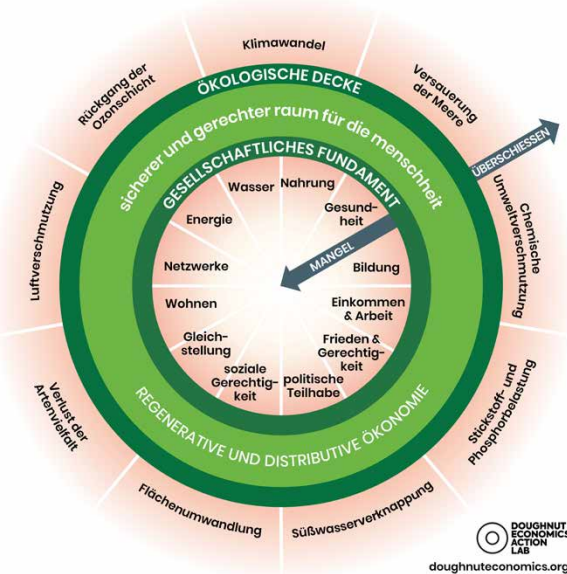 Klimawandel
Versauerung
der Meere
ÜBERSCHIESSEN
Chemische
Umweltverschmutzung
Stickstoff- und
Phosphorbelastung
Süßwasserverknappung
Flächenumwandlung
Verlust der
Artenvielfalt
Luftverschmutzung
Rückgang der
Ozonschicht
ÖKOLOGISCHE DECKE
sicherer und gerechter raum für die menschheit
GESELLSCHAFTLICHES FUNDAMENT
Wasser
Nahrung
Gesund-
heit
MANGEL
Bildung
Einkommen
& Arbeit
Frieden &
Gerechtig-
keit
politische
Teilhabe
soziale
Gerechtig-
keit
Gleich-
stellung
Wohnen
Netzwerke
Energie
REGENERATIVE UND DISTRIBUTIVE ÖKONOMIE
DOUGHNUT
ECONOMICS
ACTION
LAB
doughnuteconomics.org